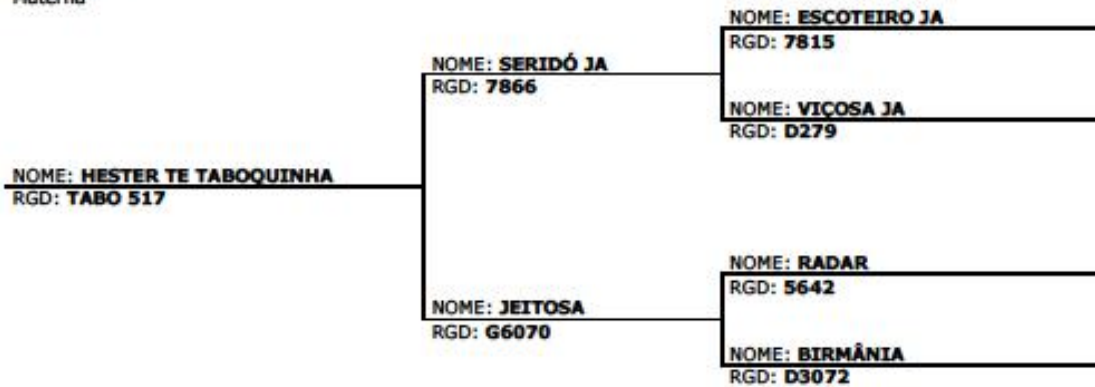 Materna
NOME: ESCOTEIRO JA
RGD: 7815
NOME: SERIDÓ JA
RGD: 7866
NOME: VIÇOSA JA
RGD: D279
NOME: HESTER TE TABOQUINHA
RGD: TABO 517
NOME: RADAR
RGD: 5642
NOME: JEITOSA
RGD: G6070
NOME: BIRMÂNIA
RGD: D3072